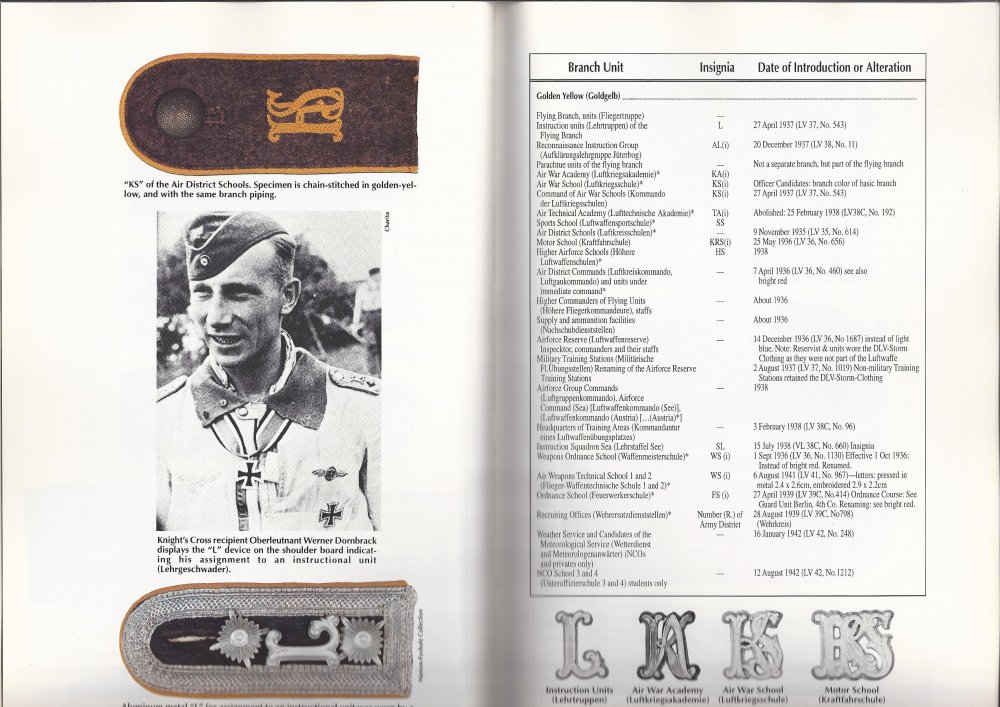 "KS" of the Air District Schools. Specimen is chain-stitched in golden-yel-
low, and with the same branch piping.
Charita
Knight's Cross recipient Oberleutnant Werner Dornbrack
displays the "L" device on the shoulder board indicat-
ing his assignment to an instructional unit
(Lehrgeschwader).
Branch Unit Insignia Date of Introduction or Alteration
Golden Yellow (Goldgelb)
Flying Branch, units (Fliegertruppe) —
Instruction units (Lehrtruppen) of the L 27 April 1937 (LV 37, No. 543)
Flying Branch
Reconnaissance Instruction Group AL(i) 20 December 1937 (LV 38, No. 11)
(Aufklärungslehrgruppe Jüterbog)
Parachtue units of the flying branch — Not a separate branch, but part of the flying branch
Air War Academy (Luftkriegsakademie)* KA(i)
Air War School (Luftkriegsschule)* KS(i) Officer Candidates: branch color of basic branch
Command of Air War Schools (Kommando KS(i) 27 April 1937 (LV 37, No. 543)
der Luftkriegsschulen)
Air Technical Academy (Lufttechnische Akademie)* TA(i) Abolished: 25 February 1938 (LV38C, No. 192)
Sports School (Luftwaffensportschule)* SS
Air District Schools (Luftkreisschulen)* — 9 November 1935 (LV 35, No. 614)
Motor School (Kraftfahrschule) KRS(i) 25 May 1936 (LV 36, No. 656)
Higher Airforce Schools (Höhere HS 1938
Luftwaffenschulen)*
Air District Commands (Luftkreiskommando, — 7 April 1936 (LV 36, No. 460) see also
Luftgaukommando) and units under bright red
immediate command*
Higher Commanders of Flying Units — About 1936
(Höhere Fliegerkommandeure), staffs
Supply and ammunition facilities — About 1936
(Nachschubdienststellen)
Airforce Reserve (Luftwaffenreserve) — 14 December 1936 (LV 36, No 1687) instead of light
Inspecktor, commanders and their staffs blue. Note: Reservist & units wore the DLV-Storm
Military Training Stations (Militärische Clothing as they were not part of the Luftwaffe
Fl.Übungsstellen) Renaming of the Airforce Reserve 2 August 1937 (LV 37, No. 1019) Non-military Training
Training Stations Stations retained the DLV-Storm-Clothing
Airforce Group Commands — 1938
(Luftgruppenkommando), Airforce
Command (Sea) [Luftwaffenkommando (See)],
(Luftwaffenkommando (Austria) [...(Austria)*]
Headquarters of Training Areas (Kommandantur — 3 February 1938 (LV 38C, No. 96)
eines Luftwaffenübungsplatzes)
Instruction Squadron Sea (Lehrstaffel See) SL 15 July 1938 (VL 38C, No. 660) Insignia
Weapons Ordnance School (Waffenmeisterschule)* WS (i) 1 Sept 1936 (LV 36, No. 1130) Effective 1 Oct 1936:
Instead of bright red. Renamed.
Air Weapons Technical School 1 and 2 WS (i) 6 August 1941 (LV 41, No. 967)—letters: pressed in
(Flieger-Waffentechnische Schule 1 and 2)* metal 2.4 x 2.6cm, embroidered 2.9 x 2.2cm
Ordnance School (Feuerwerkerschule)* FS (i) 27 April 1939 (LV 39C, No.414) Ordnance Course: See
Guard Unit Berlin, 4th Co. Renaming: see bright red.
Recruiting Offices (Wehrersatzdienststellen)* Number (R.) of 28 August 1939 (LV 39C, No798)
Army District (Wehrkreis)
Weather Service and Candidates of the — 16 January 1942 (LV 42, No. 248)
Meteorological Service (Wetterdienst
and Meteorologenanwärter) (NCOs
and privates only)
NCO School 3 and 4 — 12 August 1942 (LV 42, No.1212)
(Unteroffizierschule 3 and 4) students only
Instruction Units Air War Academy Air War School Motor School
(Lehrtruppen) (Luftkriegsakademie) (Luftkriegsschule) (Kraftfahrschule)